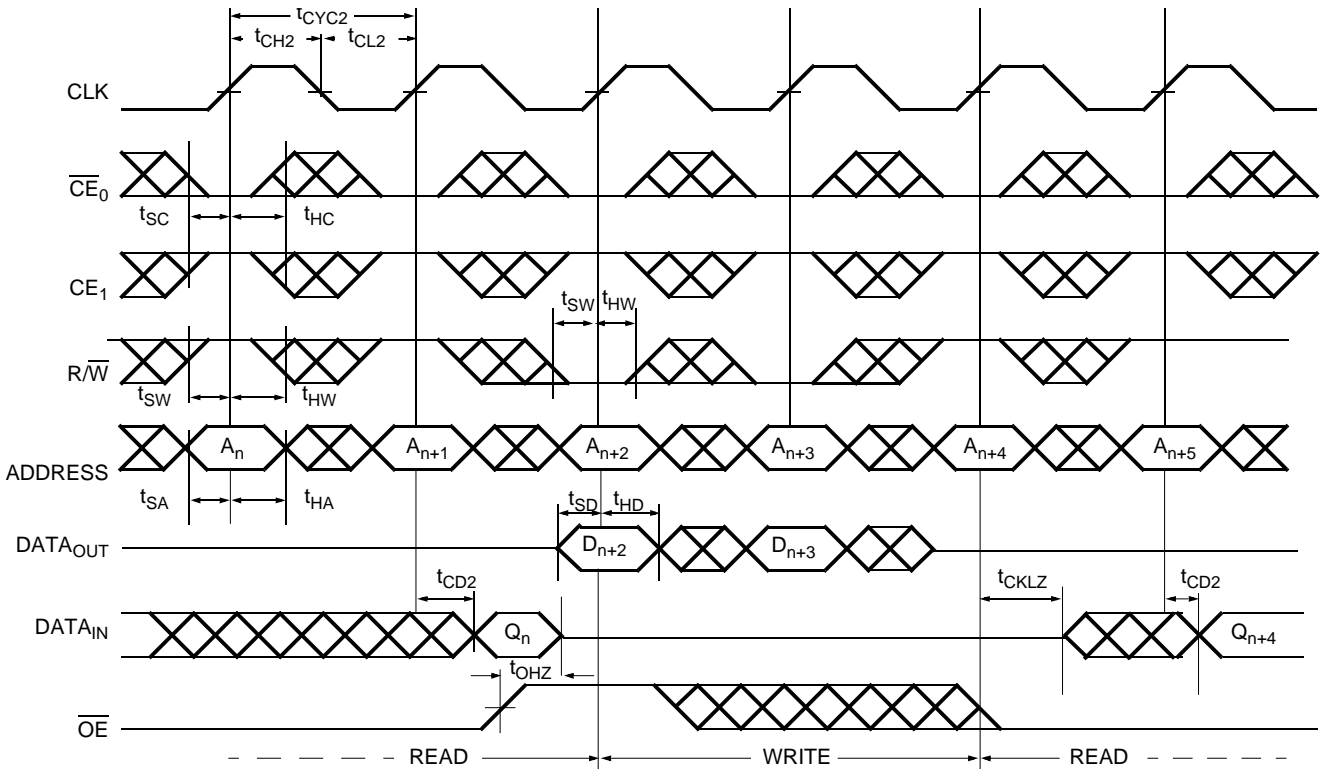 tCYC2
tCH2 tCL2
CLK
CE0
tSC tHC
CE1
tSW tHW
R/W
tSW tHW
An An+1 An+2 An+3 An+4 An+5
ADDRESS
tSA tHA
tSD tHD
DATAOUT Dn+2 Dn+3
tCD2 tCKLZ tCD2
DATAIN Qn Qn+4
tOHZ
OE
READ WRITE READ